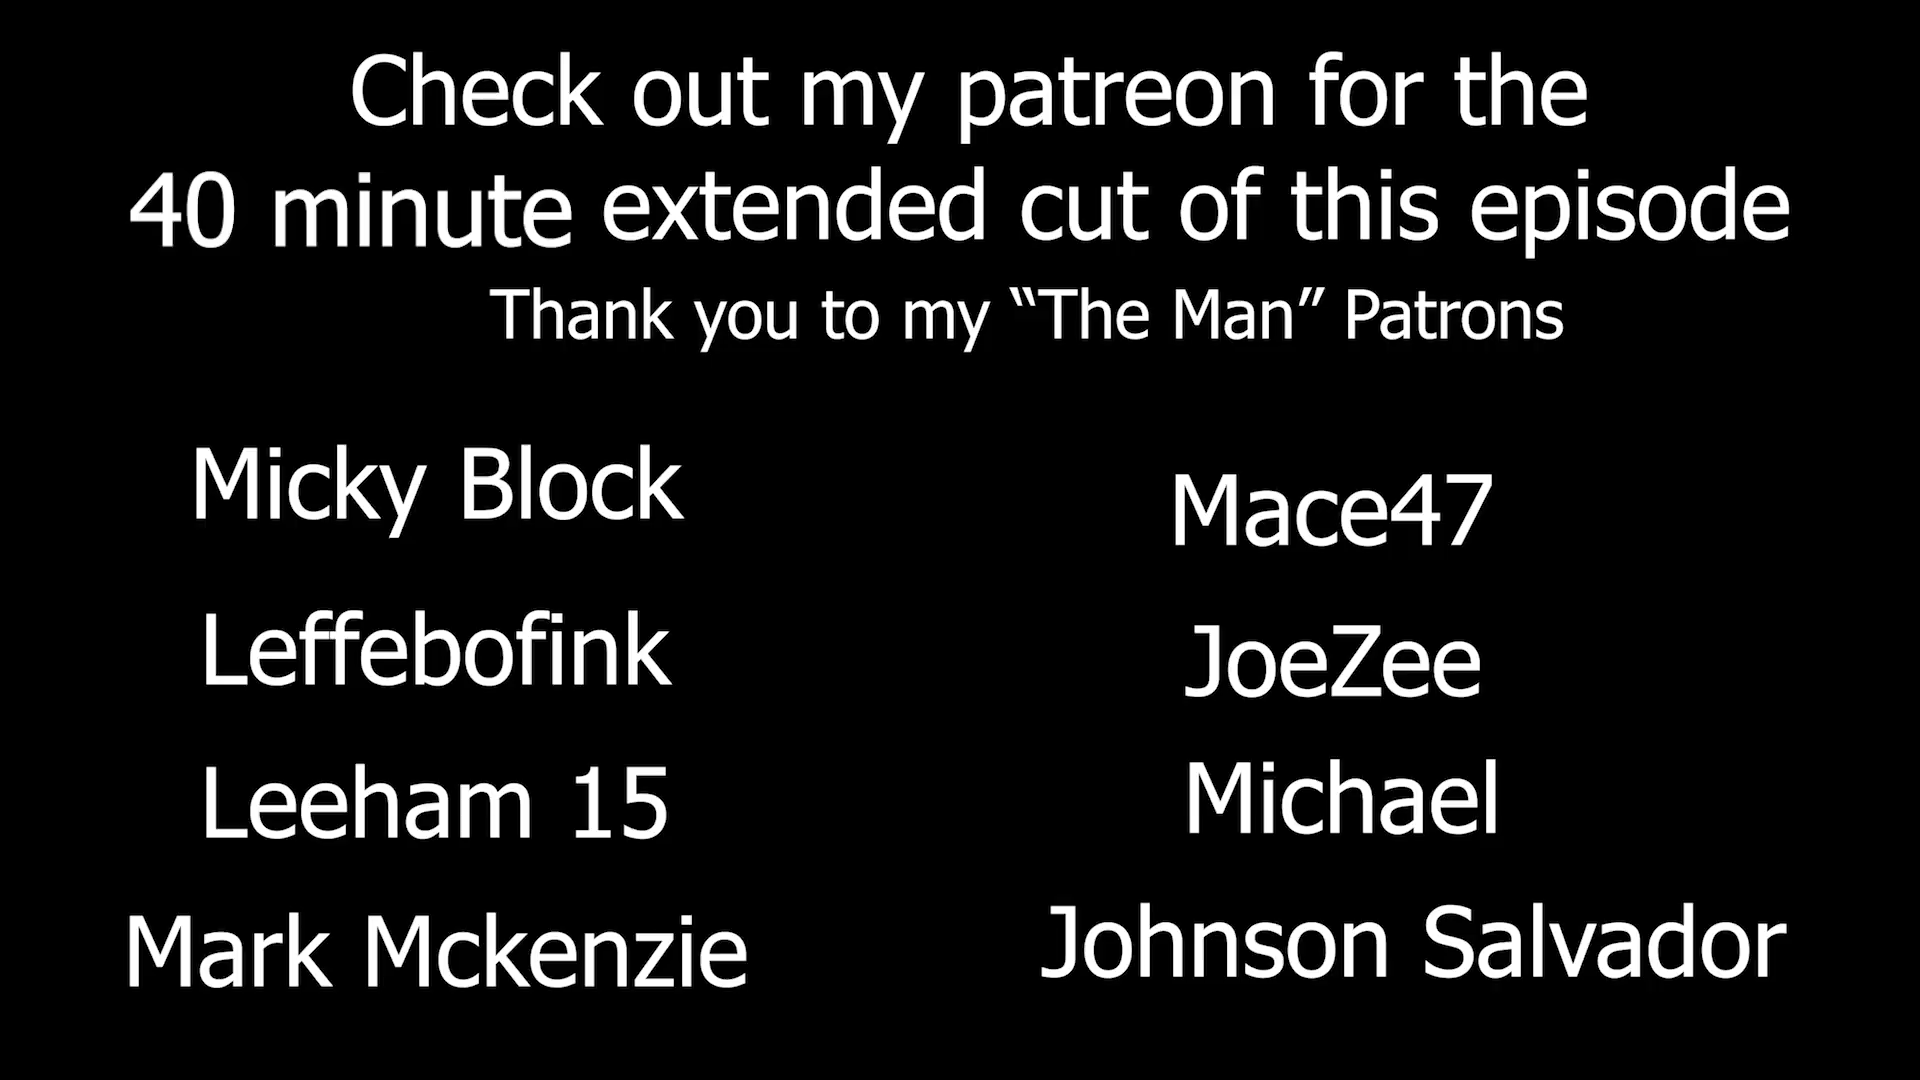 Check out my patreon for the
40 minute extended cut of this episode
Thank you to my “The Man” Patrons
Micky Block
Leffebofink
Leeham 15
Mark Mckenzie
Mace47
JoeZee
Michael
Johnson Salvador